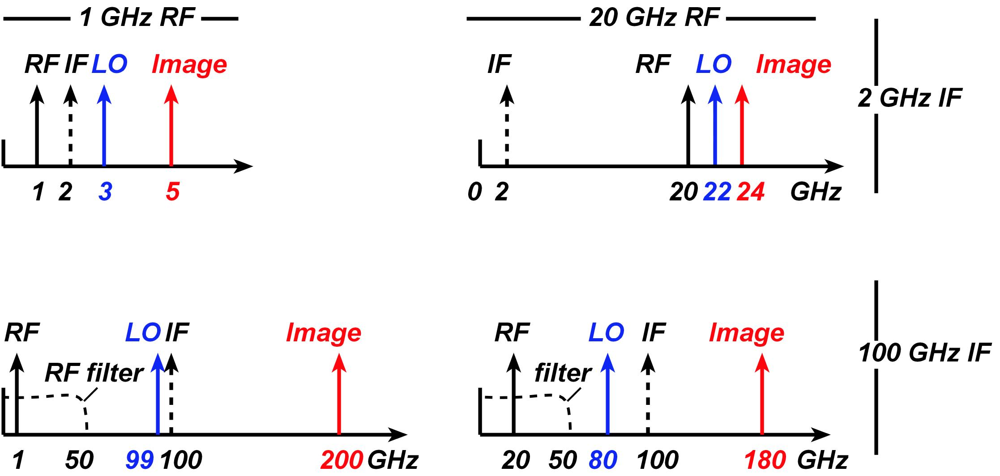 1 GHz RF
20 GHz RF
RF IF LO Image
IF RF LO Image
2 GHz IF
1 2 3 5
0 2 20 22 24 GHz
RF LO IF Image
RF LO IF Image
100 GHz IF
RF filter
filter
1 50 99 100 200 GHz
20 50 80 100 180 GHz